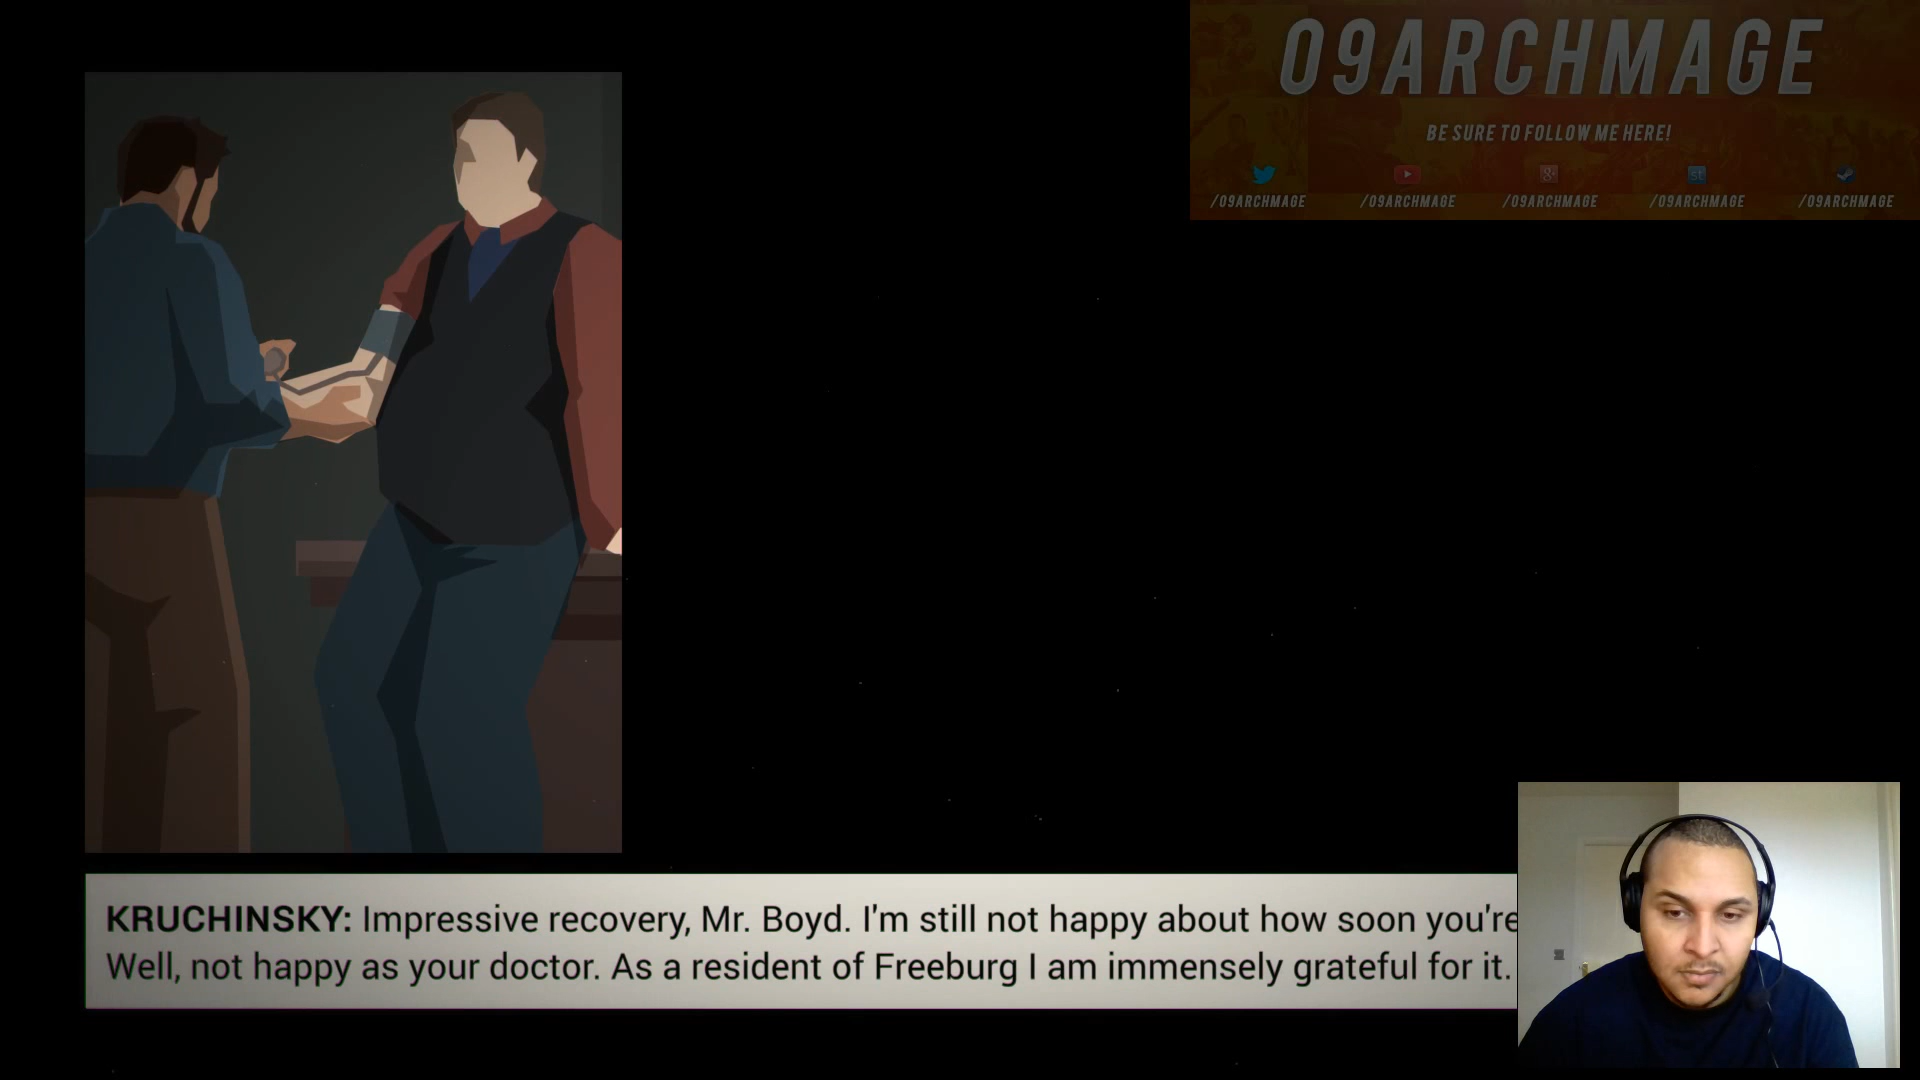 09ARCHMAGE
BE SURE TO FOLLOW ME HERE!
/09ARCHMAGE /09ARCHMAGE /09ARCHMAGE /09ARCHMAGE /09ARCHMAGE
KRUCHINSKY: Impressive recovery, Mr. Boyd. I'm still not happy about how soon you're
Well, not happy as your doctor. As a resident of Freeburg I am immensely grateful for it.